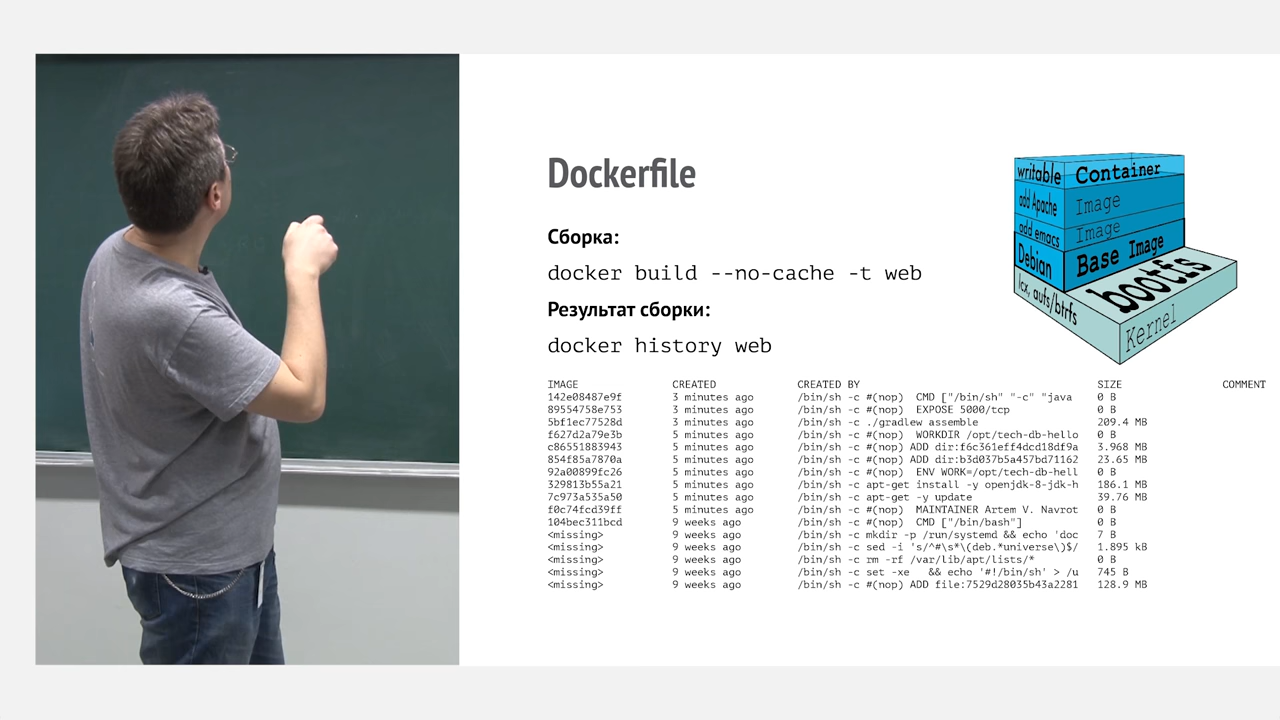 Dockerfile
Сборка:
docker build --no-cache -t web
Результат сборки:
docker history web
writable Container
add Apache Image
add emacs Image
Debian Base Image
lxc, aufs/btrfs bootfs
Kernel
IMAGE CREATED CREATED BY SIZE COMMENT
142e08487e9f 3 minutes ago /bin/sh -c #(nop) CMD ["/bin/sh" "-c" "java 0 B
89554758e753 3 minutes ago /bin/sh -c #(nop) EXPOSE 5000/tcp 0 B
5bf1ec77528d 3 minutes ago /bin/sh -c ./gradlew assemble 209.4 MB
f627d2a79e3b 5 minutes ago /bin/sh -c #(nop) WORKDIR /opt/tech-db-hello 0 B
c86551883943 5 minutes ago /bin/sh -c #(nop) ADD dir:f6c361eff4dcd18df9a 3.968 MB
854f85a7870a 5 minutes ago /bin/sh -c #(nop) ADD dir:b3d037b5a457bd71162 23.65 MB
92a00899fc26 5 minutes ago /bin/sh -c #(nop) ENV WORK=/opt/tech-db-hell 0 B
329813b55a21 5 minutes ago /bin/sh -c apt-get install -y openjdk-8-jdk-h 186.1 MB
7c973a535a50 5 minutes ago /bin/sh -c apt-get -y update 39.76 MB
f0c74fcd39ff 5 minutes ago /bin/sh -c #(nop) MAINTAINER Artem V. Navrot 0 B
104bec311bcd 9 weeks ago /bin/sh -c #(nop) CMD ["/bin/bash"] 0 B
<missing> 9 weeks ago /bin/sh -c mkdir -p /run/systemd && echo 'doc 7 B
<missing> 9 weeks ago /bin/sh -c sed -i 's/^#\s*\(deb.*universe\)$/ 1.895 kB
<missing> 9 weeks ago /bin/sh -c rm -rf /var/lib/apt/lists/* 0 B
<missing> 9 weeks ago /bin/sh -c set -xe && echo '#!/bin/sh' > /u 745 B
<missing> 9 weeks ago /bin/sh -c #(nop) ADD file:7529d28035b43a2281 128.9 MB